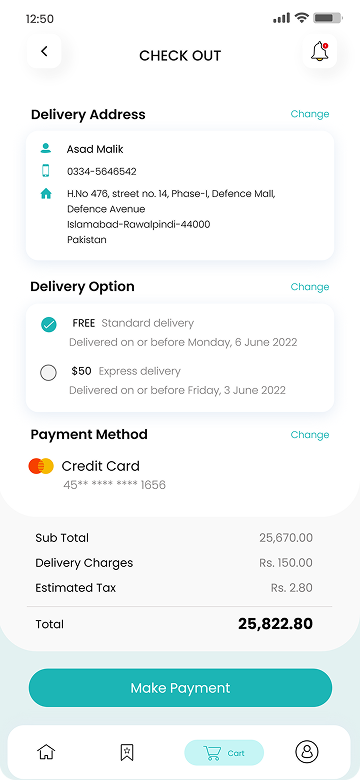 12:50
CHECK OUT
Delivery Address
Change
Asad Malik
0334-5646542
H.No 476, street no. 14, Phase-I, Defence Mall,
Defence Avenue
Islamabad-Rawalpindi-44000
Pakistan
Delivery Option
Change
FREE Standard delivery
Delivered on or before Monday, 6 June 2022
$50 Express delivery
Delivered on or before Friday, 3 June 2022
Payment Method
Change
Credit Card
45** **** **** 1656
Sub Total 25,670.00
Delivery Charges Rs. 150.00
Estimated Tax Rs. 2.80
Total 25,822.80
Make Payment
Cart